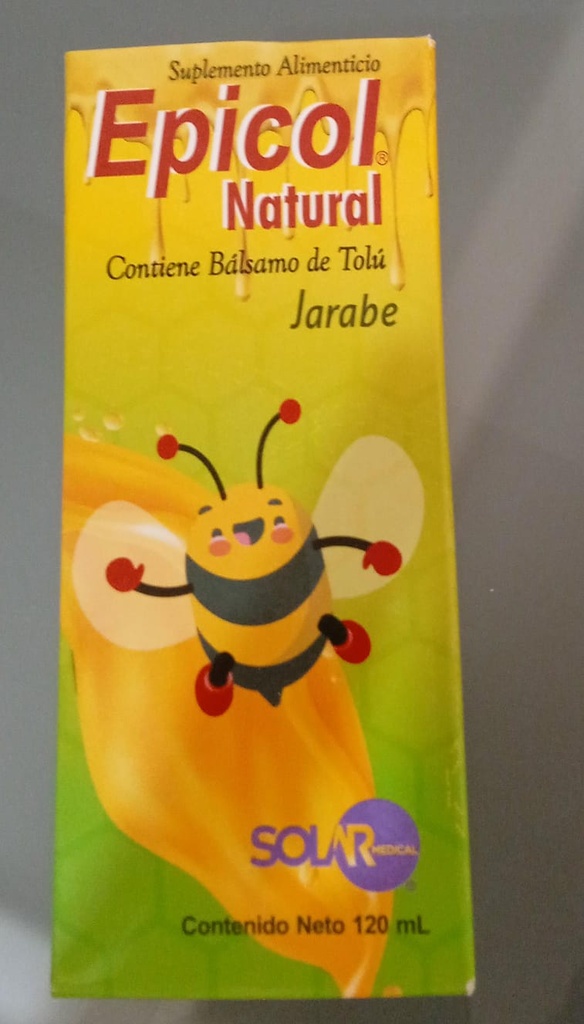 Suplemento Alimenticio
Epicol®
Natural
Contiene Bálsamo de Tolú
Jarabe
SOLAR MEDICAL®
Contenido Neto 120 mL